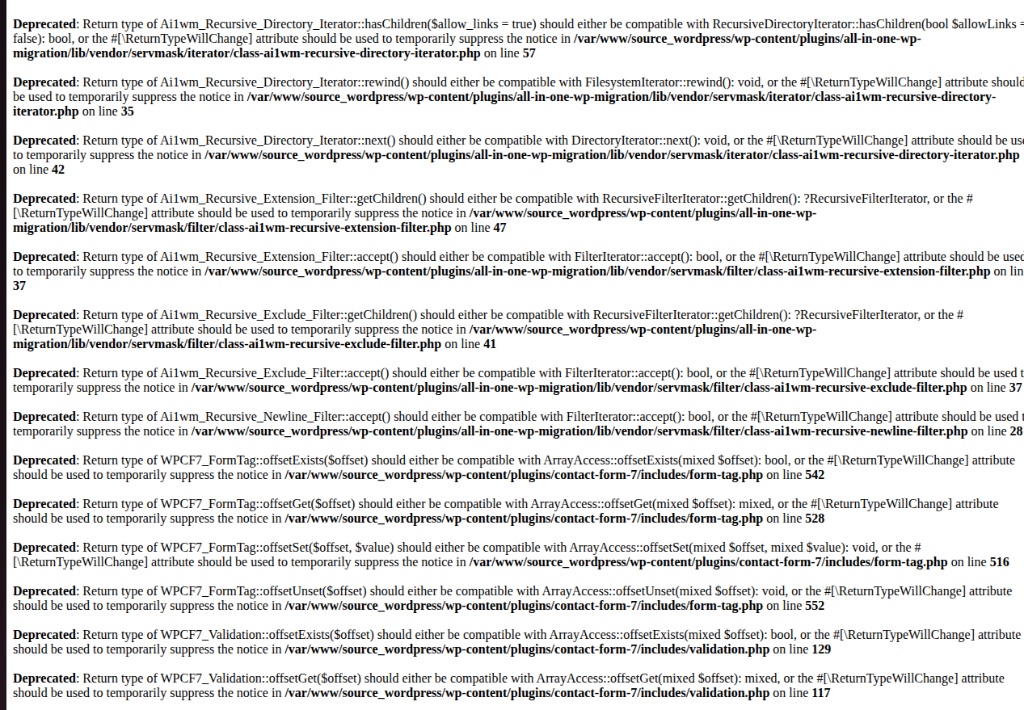 Deprecated: Return type of Ai1wm_Recursive_Directory_Iterator::hasChildren($allow_links = true) should either be compatible with RecursiveDirectoryIterator::hasChildren(bool $allowLinks =
false): bool, or the #[\ReturnTypeWillChange] attribute should be used to temporarily suppress the notice in /var/www/source_wordpress/wp-content/plugins/all-in-one-wp-
migration/lib/vendor/servmask/iterator/class-ai1wm-recursive-directory-iterator.php on line 57
Deprecated: Return type of Ai1wm_Recursive_Directory_Iterator::rewind() should either be compatible with FilesystemIterator::rewind(): void, or the #[\ReturnTypeWillChange] attribute should
be used to temporarily suppress the notice in /var/www/source_wordpress/wp-content/plugins/all-in-one-wp-migration/lib/vendor/servmask/iterator/class-ai1wm-recursive-directory-
iterator.php on line 35
Deprecated: Return type of Ai1wm_Recursive_Directory_Iterator::next() should either be compatible with DirectoryIterator::next(): void, or the #[\ReturnTypeWillChange] attribute should be use
to temporarily suppress the notice in /var/www/source_wordpress/wp-content/plugins/all-in-one-wp-migration/lib/vendor/servmask/iterator/class-ai1wm-recursive-directory-iterator.php
on line 42
Deprecated: Return type of Ai1wm_Recursive_Extension_Filter::getChildren() should either be compatible with RecursiveFilterIterator::getChildren(): ?RecursiveFilterIterator, or the #
[\ReturnTypeWillChange] attribute should be used to temporarily suppress the notice in /var/www/source_wordpress/wp-content/plugins/all-in-one-wp-
migration/lib/vendor/servmask/filter/class-ai1wm-recursive-extension-filter.php on line 47
Deprecated: Return type of Ai1wm_Recursive_Extension_Filter::accept() should either be compatible with FilterIterator::accept(): bool, or the #[\ReturnTypeWillChange] attribute should be used
to temporarily suppress the notice in /var/www/source_wordpress/wp-content/plugins/all-in-one-wp-migration/lib/vendor/servmask/filter/class-ai1wm-recursive-extension-filter.php on lin
37
Deprecated: Return type of Ai1wm_Recursive_Exclude_Filter::getChildren() should either be compatible with RecursiveFilterIterator::getChildren(): ?RecursiveFilterIterator, or the #
[\ReturnTypeWillChange] attribute should be used to temporarily suppress the notice in /var/www/source_wordpress/wp-content/plugins/all-in-one-wp-
migration/lib/vendor/servmask/filter/class-ai1wm-recursive-exclude-filter.php on line 41
Deprecated: Return type of Ai1wm_Recursive_Exclude_Filter::accept() should either be compatible with FilterIterator::accept(): bool, or the #[\ReturnTypeWillChange] attribute should be used t
temporarily suppress the notice in /var/www/source_wordpress/wp-content/plugins/all-in-one-wp-migration/lib/vendor/servmask/filter/class-ai1wm-recursive-exclude-filter.php on line 37
Deprecated: Return type of Ai1wm_Recursive_Newline_Filter::accept() should either be compatible with FilterIterator::accept(): bool, or the #[\ReturnTypeWillChange] attribute should be used t
temporarily suppress the notice in /var/www/source_wordpress/wp-content/plugins/all-in-one-wp-migration/lib/vendor/servmask/filter/class-ai1wm-recursive-newline-filter.php on line 28
Deprecated: Return type of WPCF7_FormTag::offsetExists($offset) should either be compatible with ArrayAccess::offsetExists(mixed $offset): bool, or the #[\ReturnTypeWillChange] attribute
should be used to temporarily suppress the notice in /var/www/source_wordpress/wp-content/plugins/contact-form-7/includes/form-tag.php on line 542
Deprecated: Return type of WPCF7_FormTag::offsetGet($offset) should either be compatible with ArrayAccess::offsetGet(mixed $offset): mixed, or the #[\ReturnTypeWillChange] attribute
should be used to temporarily suppress the notice in /var/www/source_wordpress/wp-content/plugins/contact-form-7/includes/form-tag.php on line 528
Deprecated: Return type of WPCF7_FormTag::offsetSet($offset, $value) should either be compatible with ArrayAccess::offsetSet(mixed $offset, mixed $value): void, or the #
[\ReturnTypeWillChange] attribute should be used to temporarily suppress the notice in /var/www/source_wordpress/wp-content/plugins/contact-form-7/includes/form-tag.php on line 516
Deprecated: Return type of WPCF7_FormTag::offsetUnset($offset) should either be compatible with ArrayAccess::offsetUnset(mixed $offset): void, or the #[\ReturnTypeWillChange] attribute
should be used to temporarily suppress the notice in /var/www/source_wordpress/wp-content/plugins/contact-form-7/includes/form-tag.php on line 552
Deprecated: Return type of WPCF7_Validation::offsetExists($offset) should either be compatible with ArrayAccess::offsetExists(mixed $offset): bool, or the #[\ReturnTypeWillChange] attribute
should be used to temporarily suppress the notice in /var/www/source_wordpress/wp-content/plugins/contact-form-7/includes/validation.php on line 129
Deprecated: Return type of WPCF7_Validation::offsetGet($offset) should either be compatible with ArrayAccess::offsetGet(mixed $offset): mixed, or the #[\ReturnTypeWillChange] attribute
should be used to temporarily suppress the notice in /var/www/source_wordpress/wp-content/plugins/contact-form-7/includes/validation.php on line 117